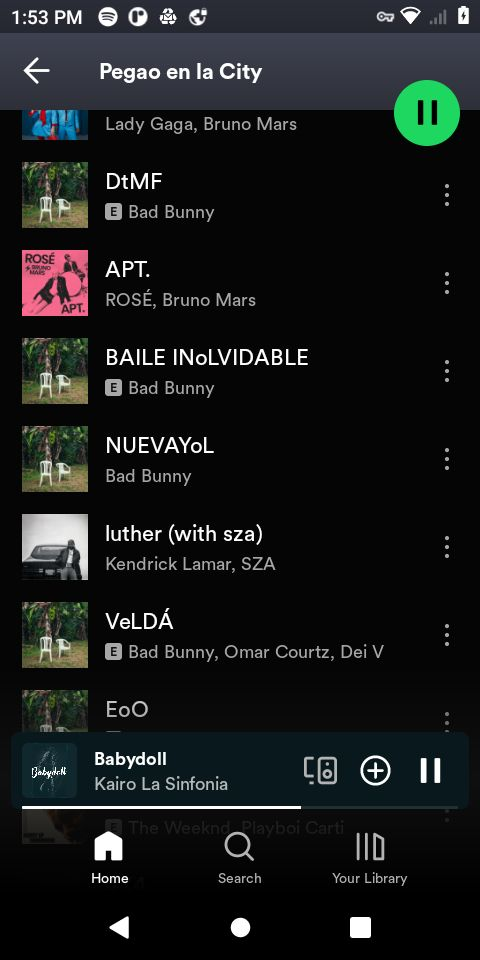 1:53 PM
Pegao en la City
Lady Gaga, Bruno Mars
DtMF
E Bad Bunny
ROSÉ
& BRUNO
MARS
APT.
APT.
ROSÉ, Bruno Mars
BAILE INoLVIDABLE
E Bad Bunny
NUEVAYoL
Bad Bunny
luther (with sza)
Kendrick Lamar, SZA
VeLDÁ
E Bad Bunny, Omar Courtz, Dei V
EoO
Babydoll
Babydoll
Kairo La Sinfonia
E The Weeknd, Playboi Carti
Home
Search
Your Library